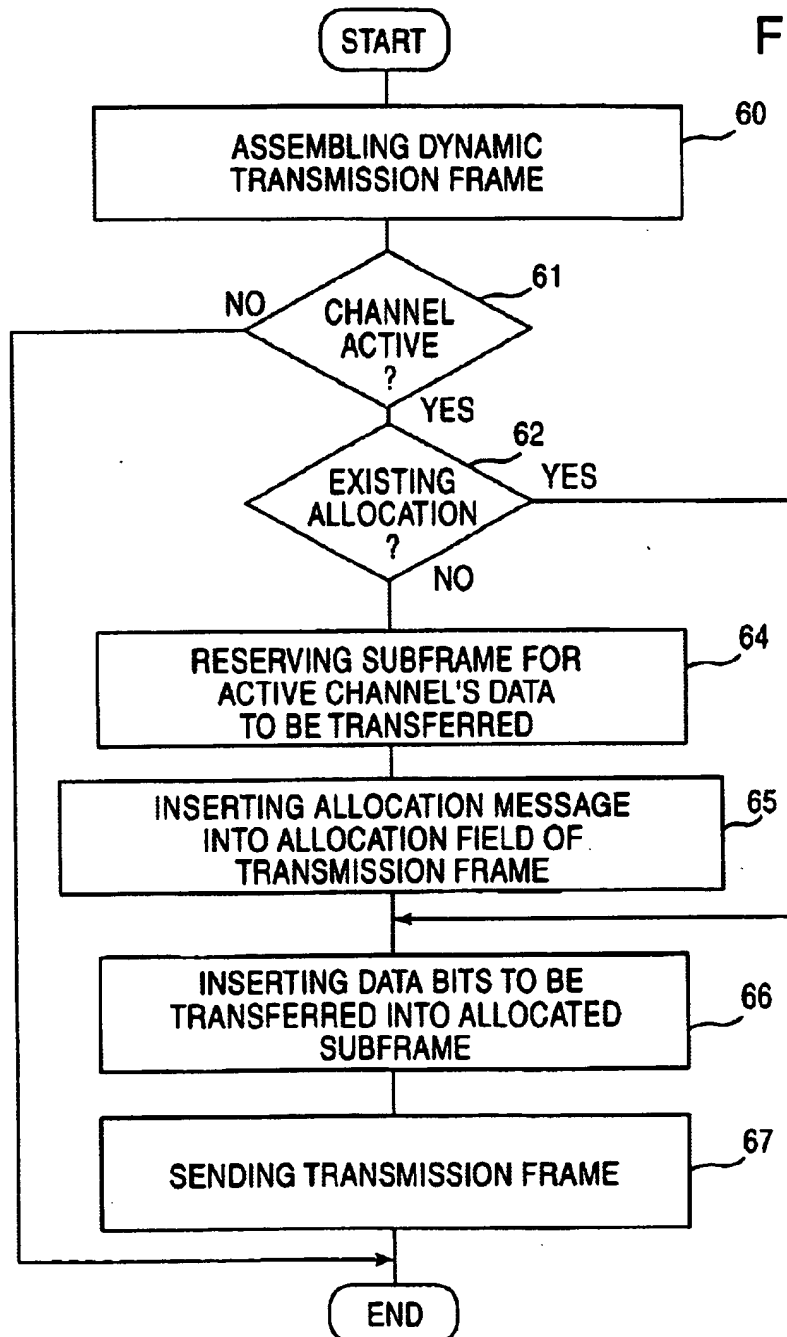 START
F
60
ASSEMBLING DYNAMIC
TRANSMISSION FRAME
61
NO
CHANNEL
ACTIVE
?
YES
62
EXISTING
ALLOCATION
?
YES
NO
64
RESERVING SUBFRAME FOR
ACTIVE CHANNEL'S DATA
TO BE TRANSFERRED
65
INSERTING ALLOCATION MESSAGE
INTO ALLOCATION FIELD OF
TRANSMISSION FRAME
INSERTING DATA BITS TO BE
TRANSFERRED INTO ALLOCATED
SUBFRAME
66
67
SENDING TRANSMISSION FRAME
END